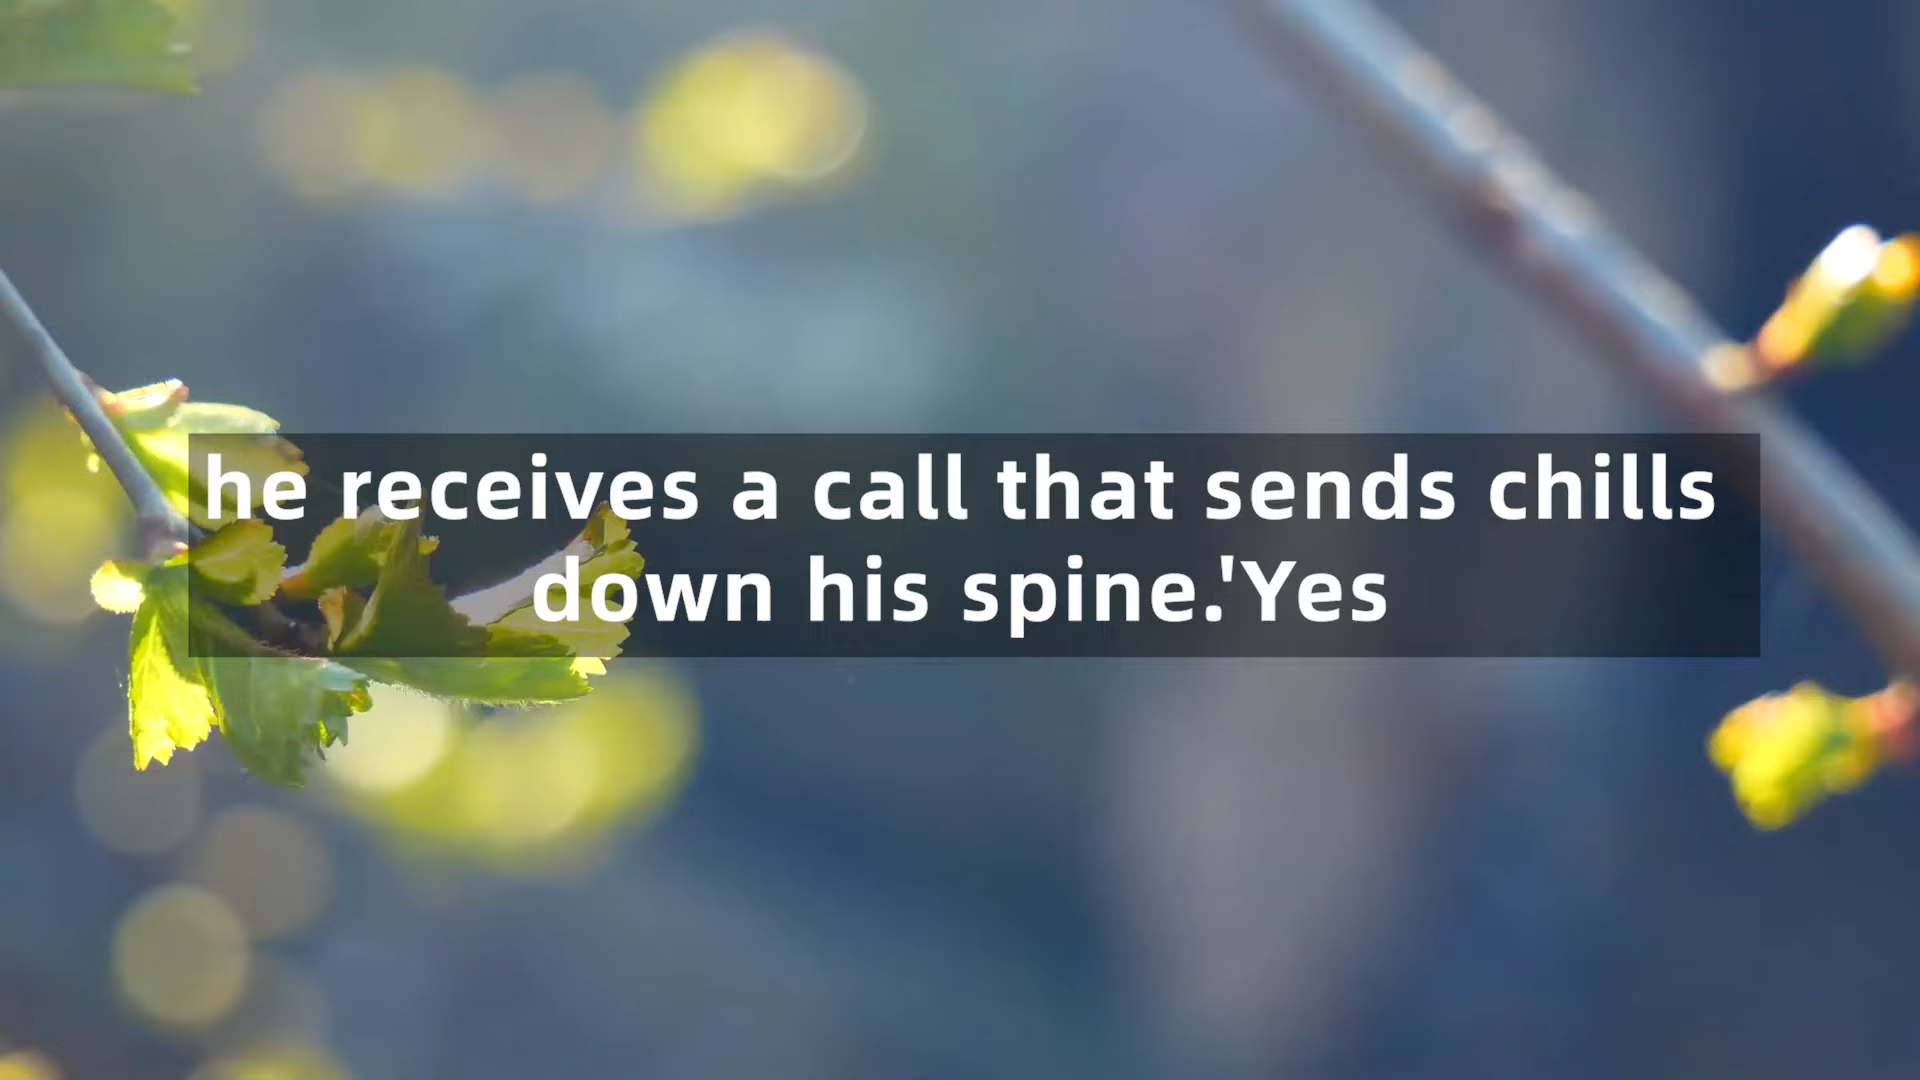 he receives a call that sends chills
down his spine.'Yes